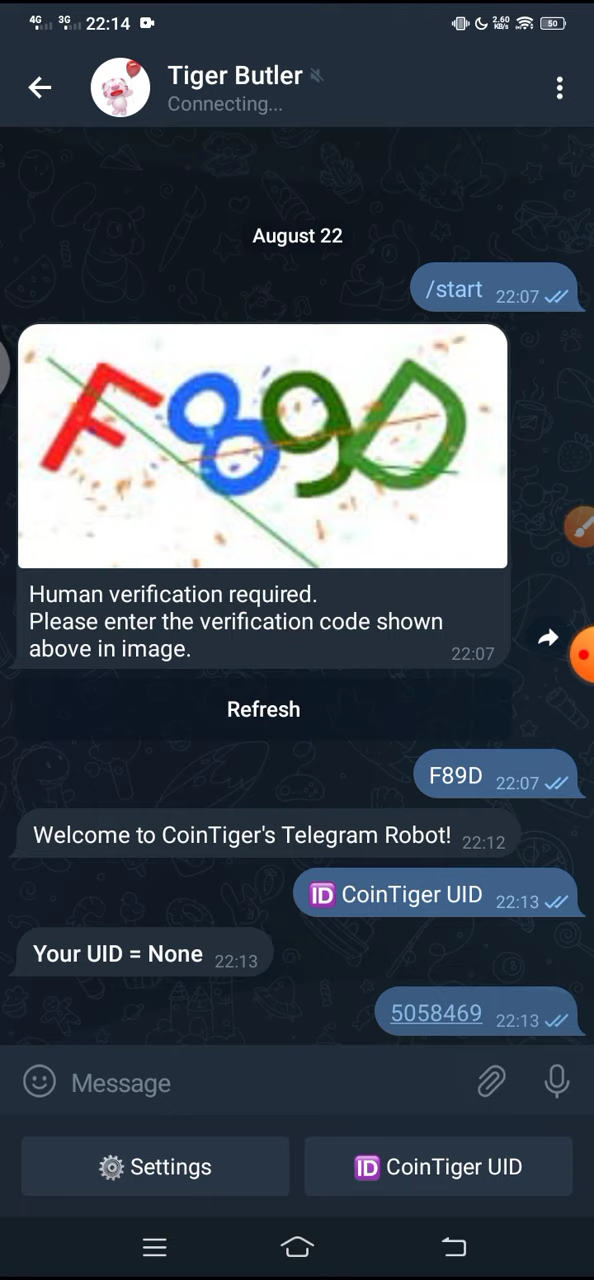 4G 3G 22:14 2.60 KB/s 50
Tiger Butler
Connecting...
August 22
/start 22:07
F89D
Human verification required.
Please enter the verification code shown
above in image. 22:07
Refresh
F89D 22:07
Welcome to CoinTiger's Telegram Robot! 22:12
🆔 CoinTiger UID 22:13
Your UID = None 22:13
5058469 22:13
Message
⚙️ Settings 🆔 CoinTiger UID